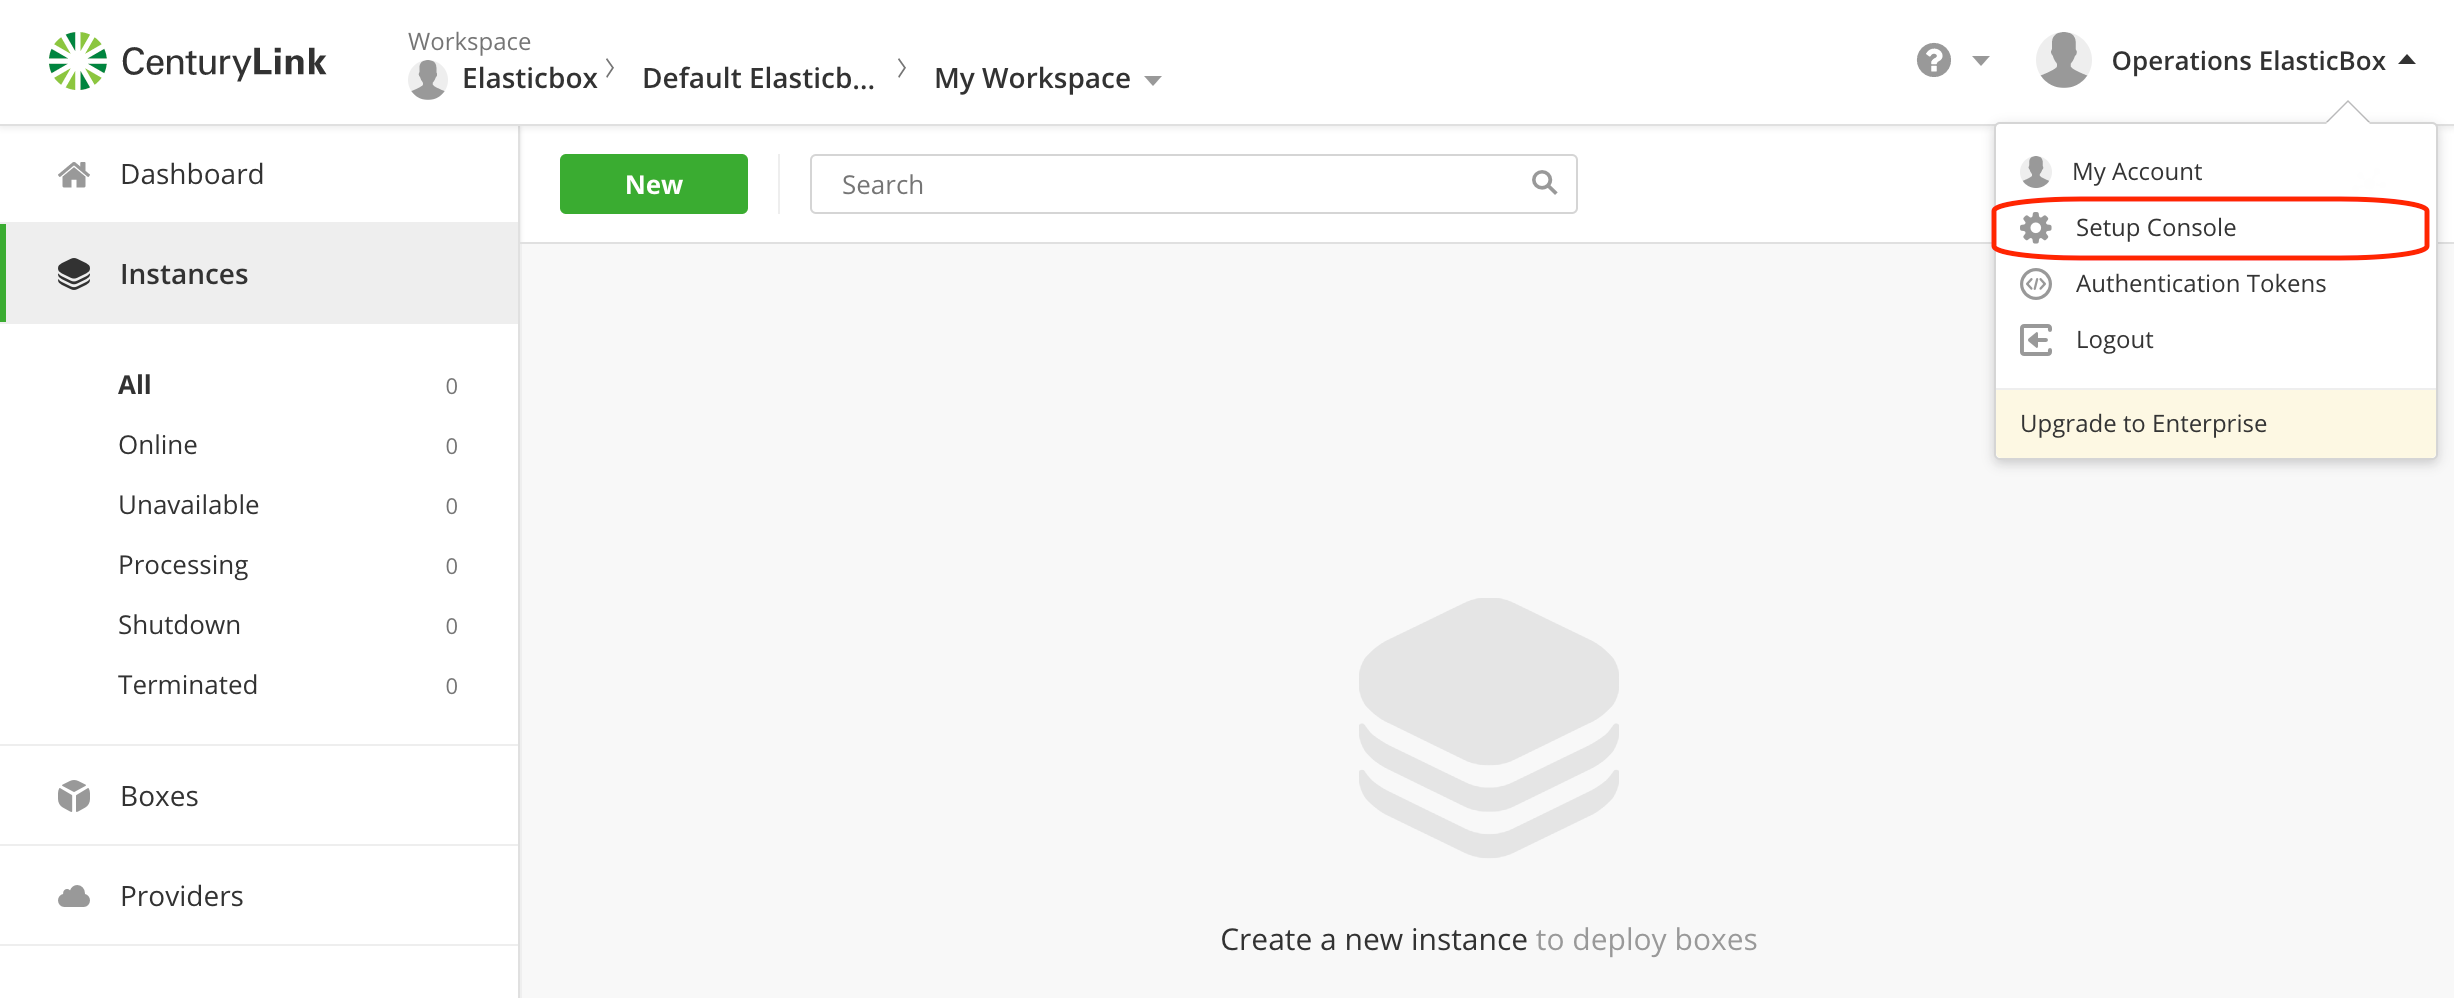 CenturyLink
Workspace
Elasticbox
Default Elasticb...
My Workspace
?
Operations ElasticBox
My Account
Setup Console
Authentication Tokens
Logout
Upgrade to Enterprise
Dashboard
Instances
All 0
Online 0
Unavailable 0
Processing 0
Shutdown 0
Terminated 0
Boxes
Providers
New
Search
Create a new instance to deploy boxes